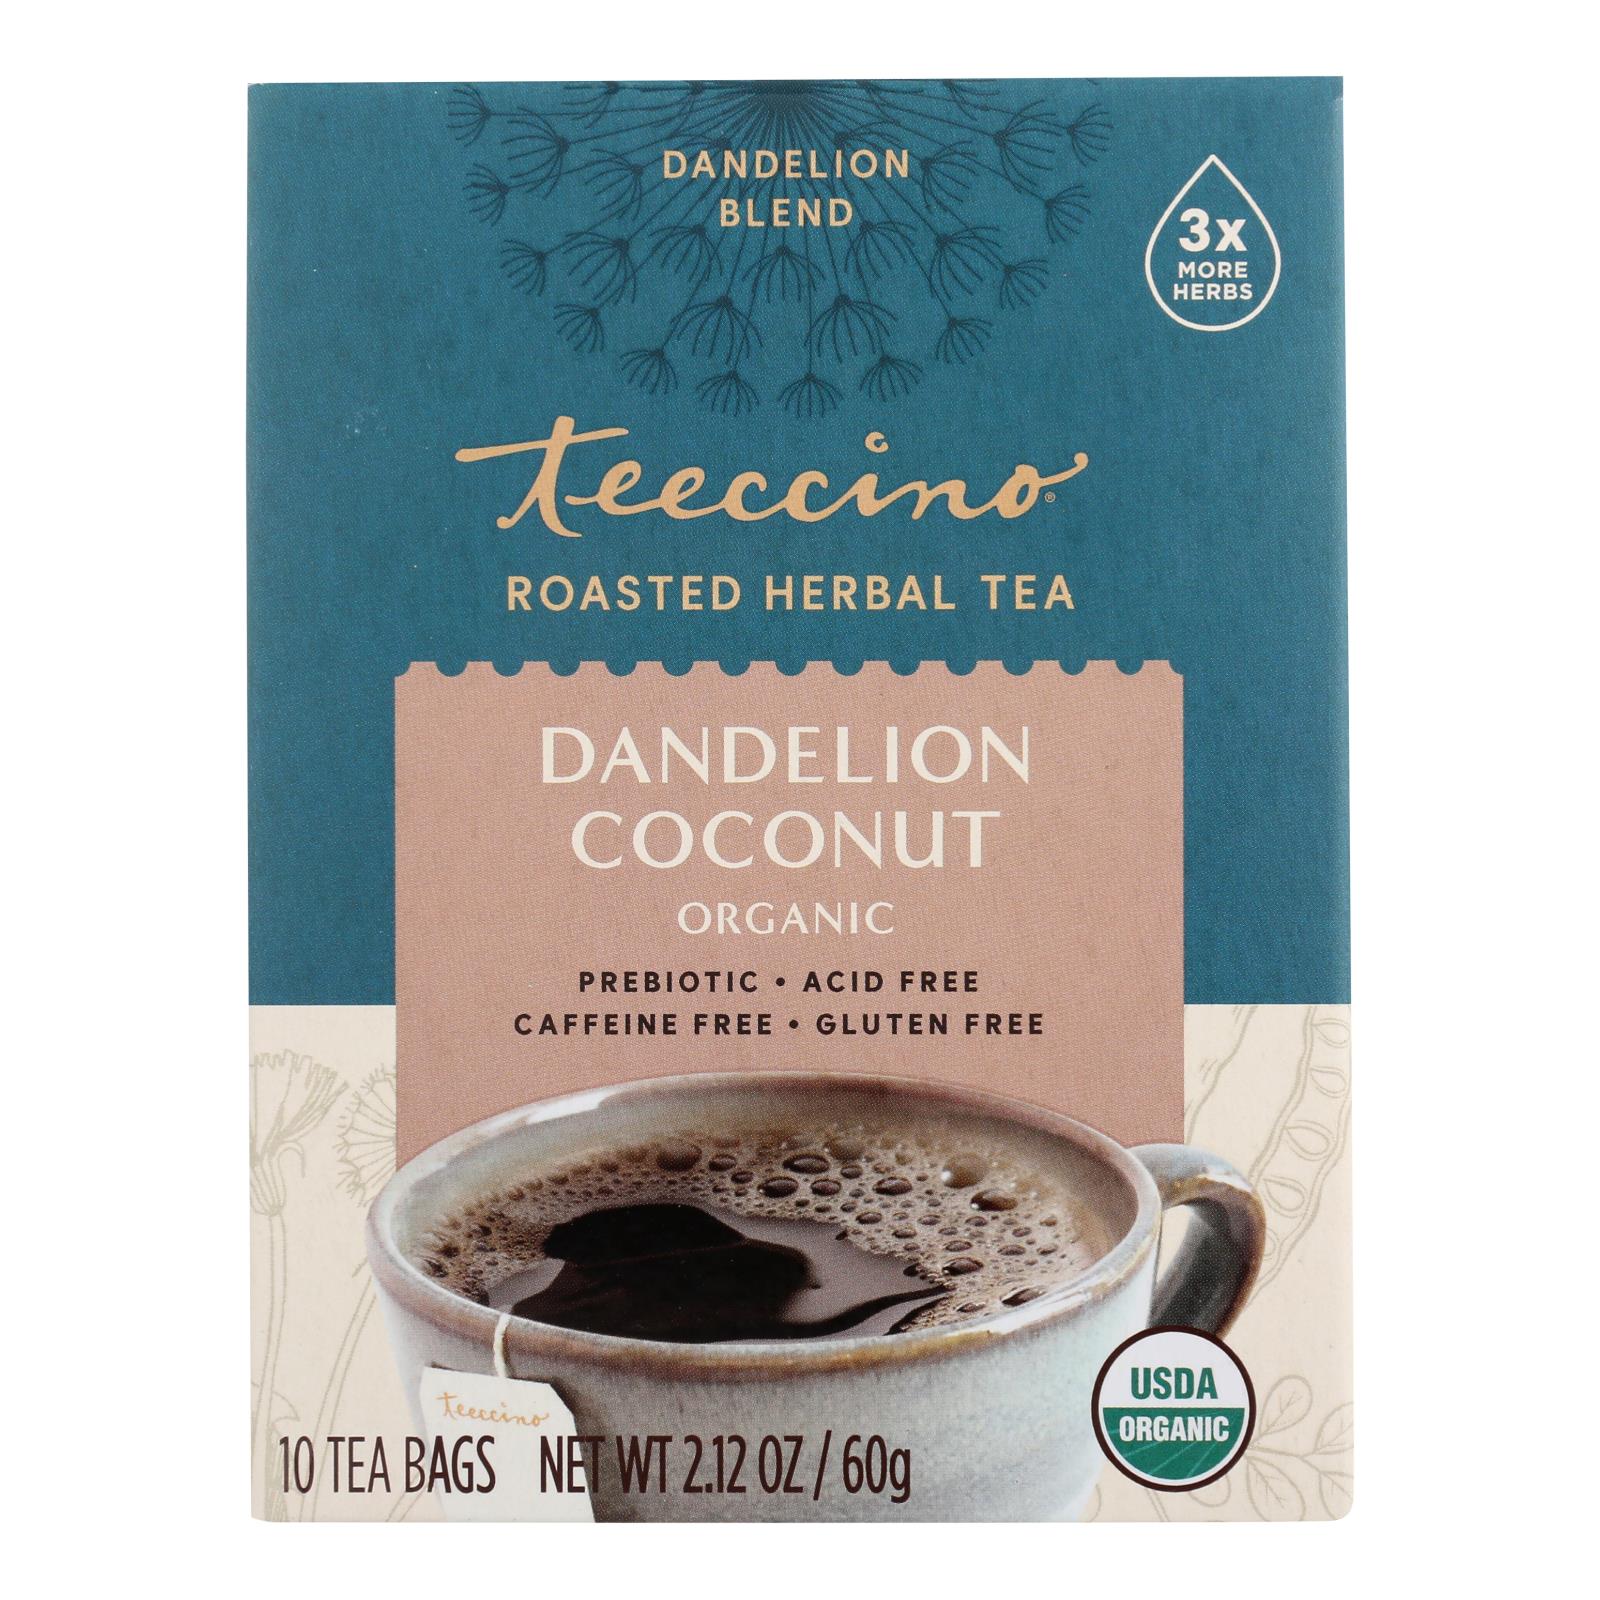 DANDELION
BLEND
3x
MORE
HERBS
teeccino®
ROASTED HERBAL TEA
DANDELION
COCONUT
ORGANIC
PREBIOTIC • ACID FREE
CAFFEINE FREE • GLUTEN FREE
teeccino
USDA
ORGANIC
10 TEA BAGS NET WT 2.12 OZ / 60g